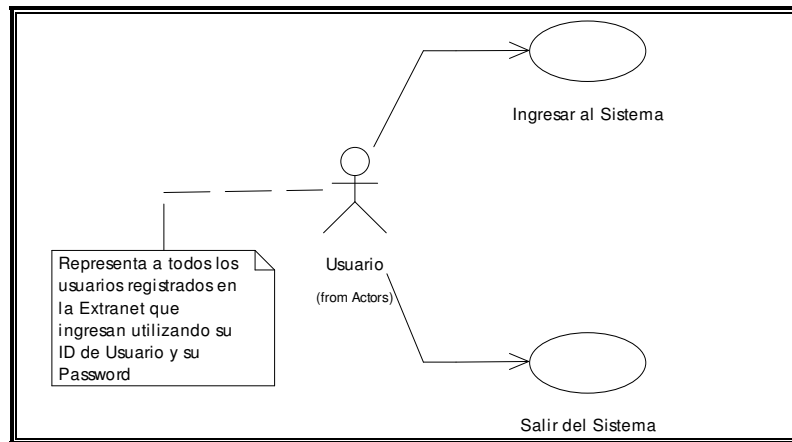 Ingresar al Sistema
Representa a todos los
usuarios registrados en
la Extranet que
ingresan utilizando su
ID de Usuario y su
Password
Usuario
(from Actors)
Salir del Sistema